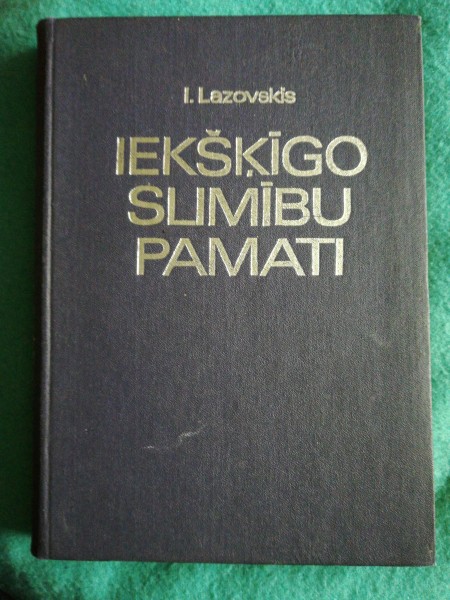 I. Lazovskis
IEKŠĶĪGO
SLIMĪBU
PAMATI